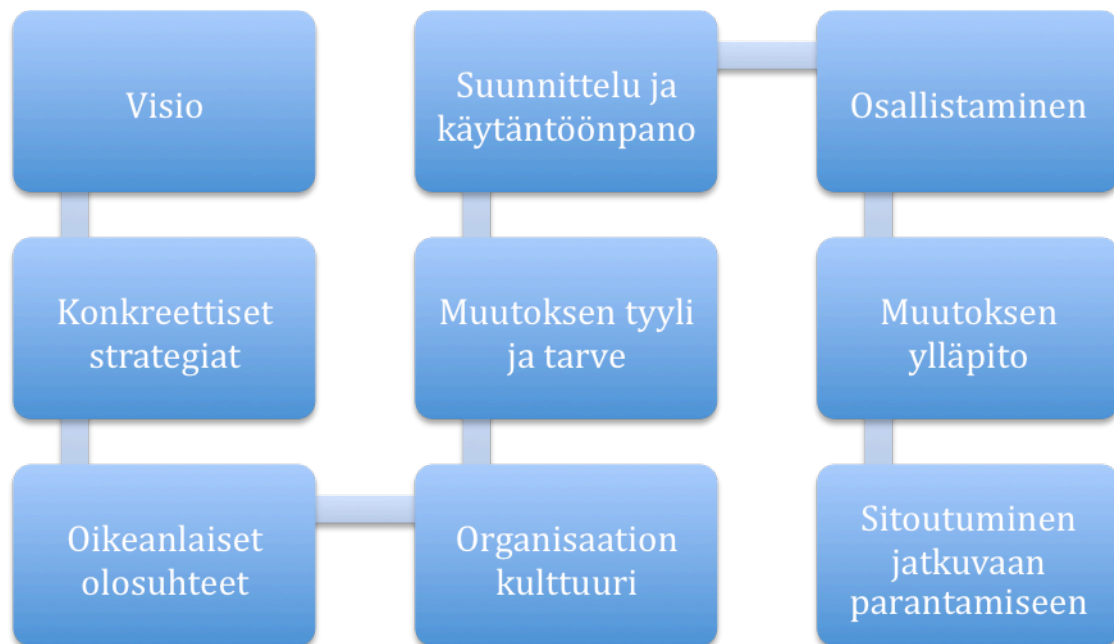 Visio
Konkreettiset
strategiat
Oikeanlaiset
olosuhteet
Organisaation
kulttuuri
Muutoksen tyyli
ja tarve
Suunnittelu ja
käytäntöönpano
Osallistaminen
Muutoksen
ylläpito
Sitoutuminen
jatkuvaan
parantamiseen